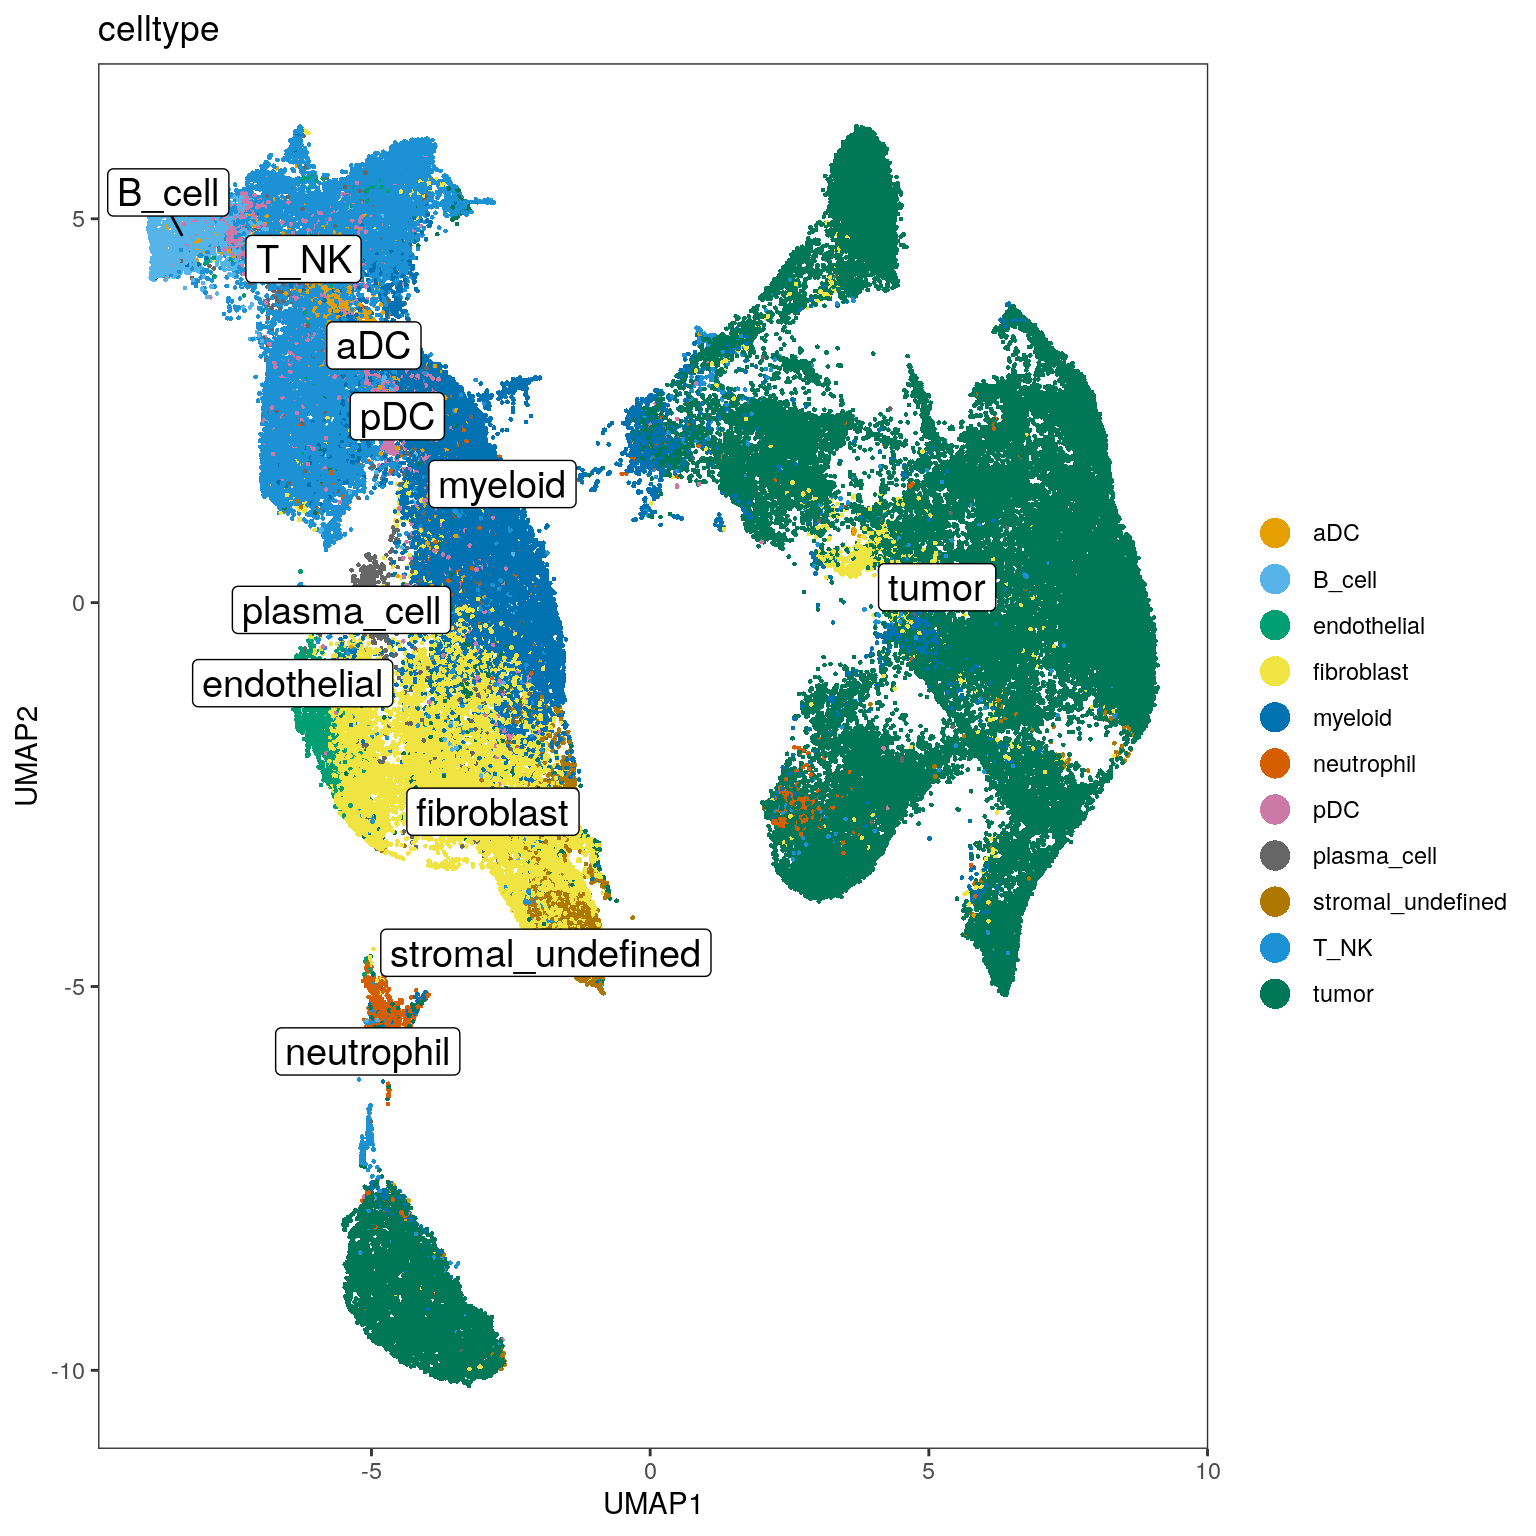 celltype
B_cell
T_NK
aDC
pDC
myeloid
plasma_cell
endothelial
fibroblast
stromal_undefined
neutrophil
tumor
5
0
-5
-10
UMAP2
-5
0
5
10
UMAP1
aDC
B_cell
endothelial
fibroblast
myeloid
neutrophil
pDC
plasma_cell
stromal_undefined
T_NK
tumor